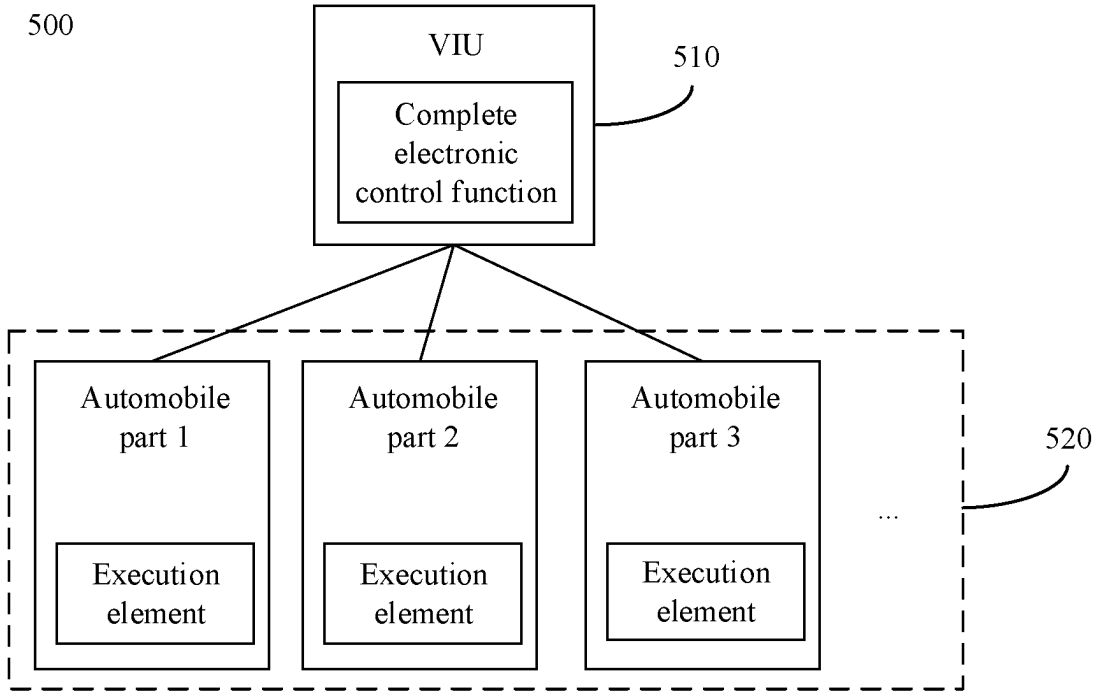 500
VIU
510
Complete
electronic
control function
Automobile
part 1
Automobile
part 2
Automobile
part 3
520
...
Execution
element
Execution
element
Execution
element